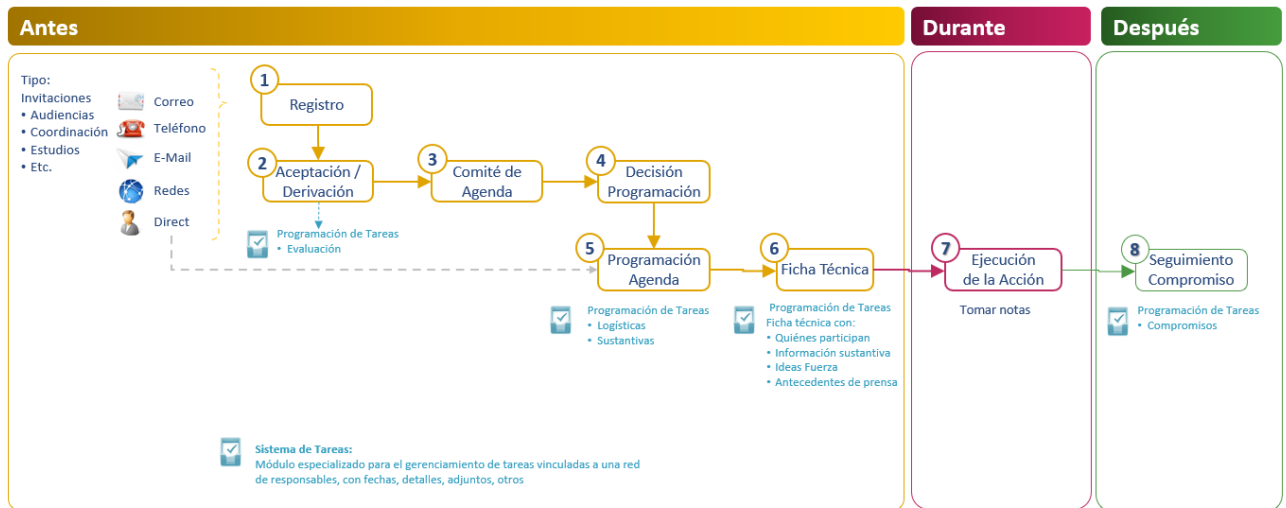 Antes
Durante
Después
Tipo:
Invitaciones
• Audiencias
• Coordinación
• Estudios
• Etc.
Correo
Teléfono
E-Mail
Redes
Direct
1
Registro
2
Aceptación /
Derivación
3
Comité de
Agenda
4
Decisión
Programación
Programación de Tareas
• Evaluación
5
Programación
Agenda
6
Ficha Técnica
7
Ejecución
de la Acción
8
Seguimiento
Compromiso
Programación de Tareas
• Logísticas
• Sustantivas
Programación de Tareas
Ficha técnica con:
• Quiénes participan
• Información sustantiva
• Ideas Fuerza
• Antecedentes de prensa
Tomar notas
Programación de Tareas
• Compromisos
Sistema de Tareas:
Módulo especializado para el gerenciamiento de tareas vinculadas a una red
de responsables, con fechas, detalles, adjuntos, otros